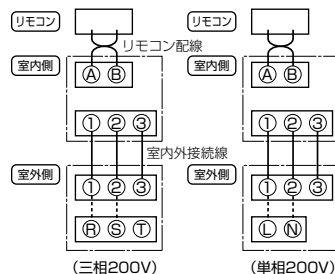 リモコン リモコン
リモコン配線
室内側 Ⓐ Ⓑ 室内側 Ⓐ Ⓑ
① ② ③ ① ② ③
室内外接続線
室外側 ① ② ③ 室外側 ① ② ③
Ⓡ Ⓢ Ⓣ Ⓛ Ⓝ
(三相200V) (単相200V)